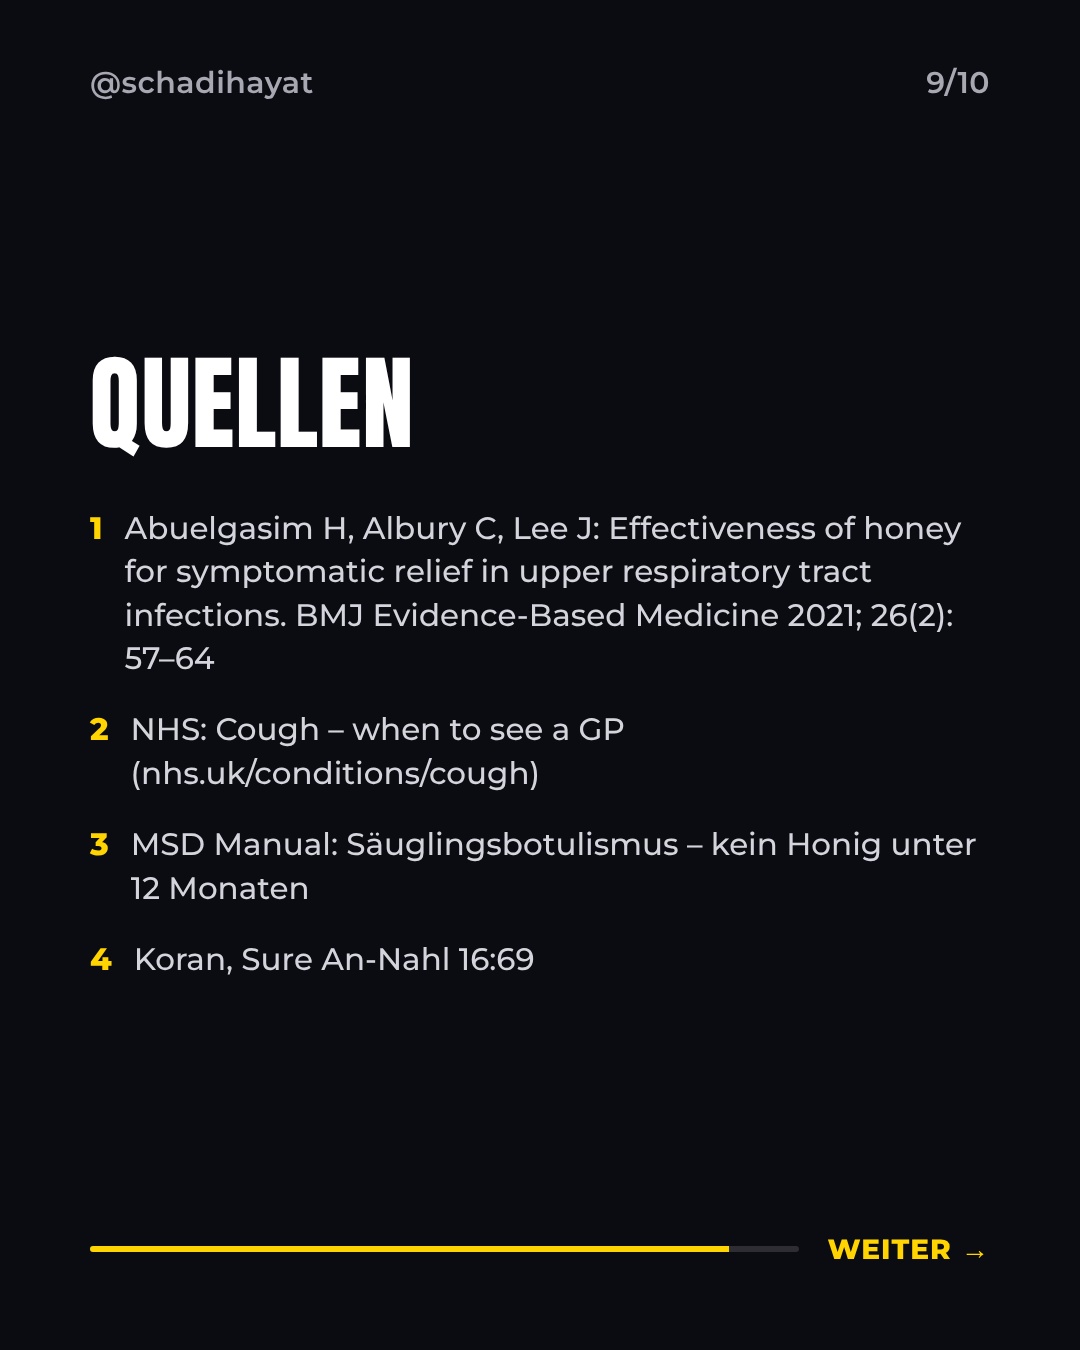 @schadihayat
9/10
QUELLEN
1 Abuelgasim H, Albury C, Lee J: Effectiveness of honey
for symptomatic relief in upper respiratory tract
infections. BMJ Evidence-Based Medicine 2021; 26(2):
57–64
2 NHS: Cough – when to see a GP
(nhs.uk/conditions/cough)
3 MSD Manual: Säuglingsbotulismus – kein Honig unter
12 Monaten
4 Koran, Sure An-Nahl 16:69
WEITER →